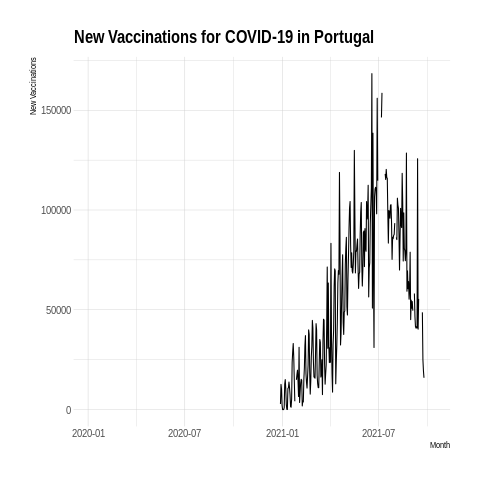 New Vaccinations for COVID-19 in Portugal
New Vaccinations
150000
100000
50000
0
2020-01 2020-07 2021-01 2021-07
Month